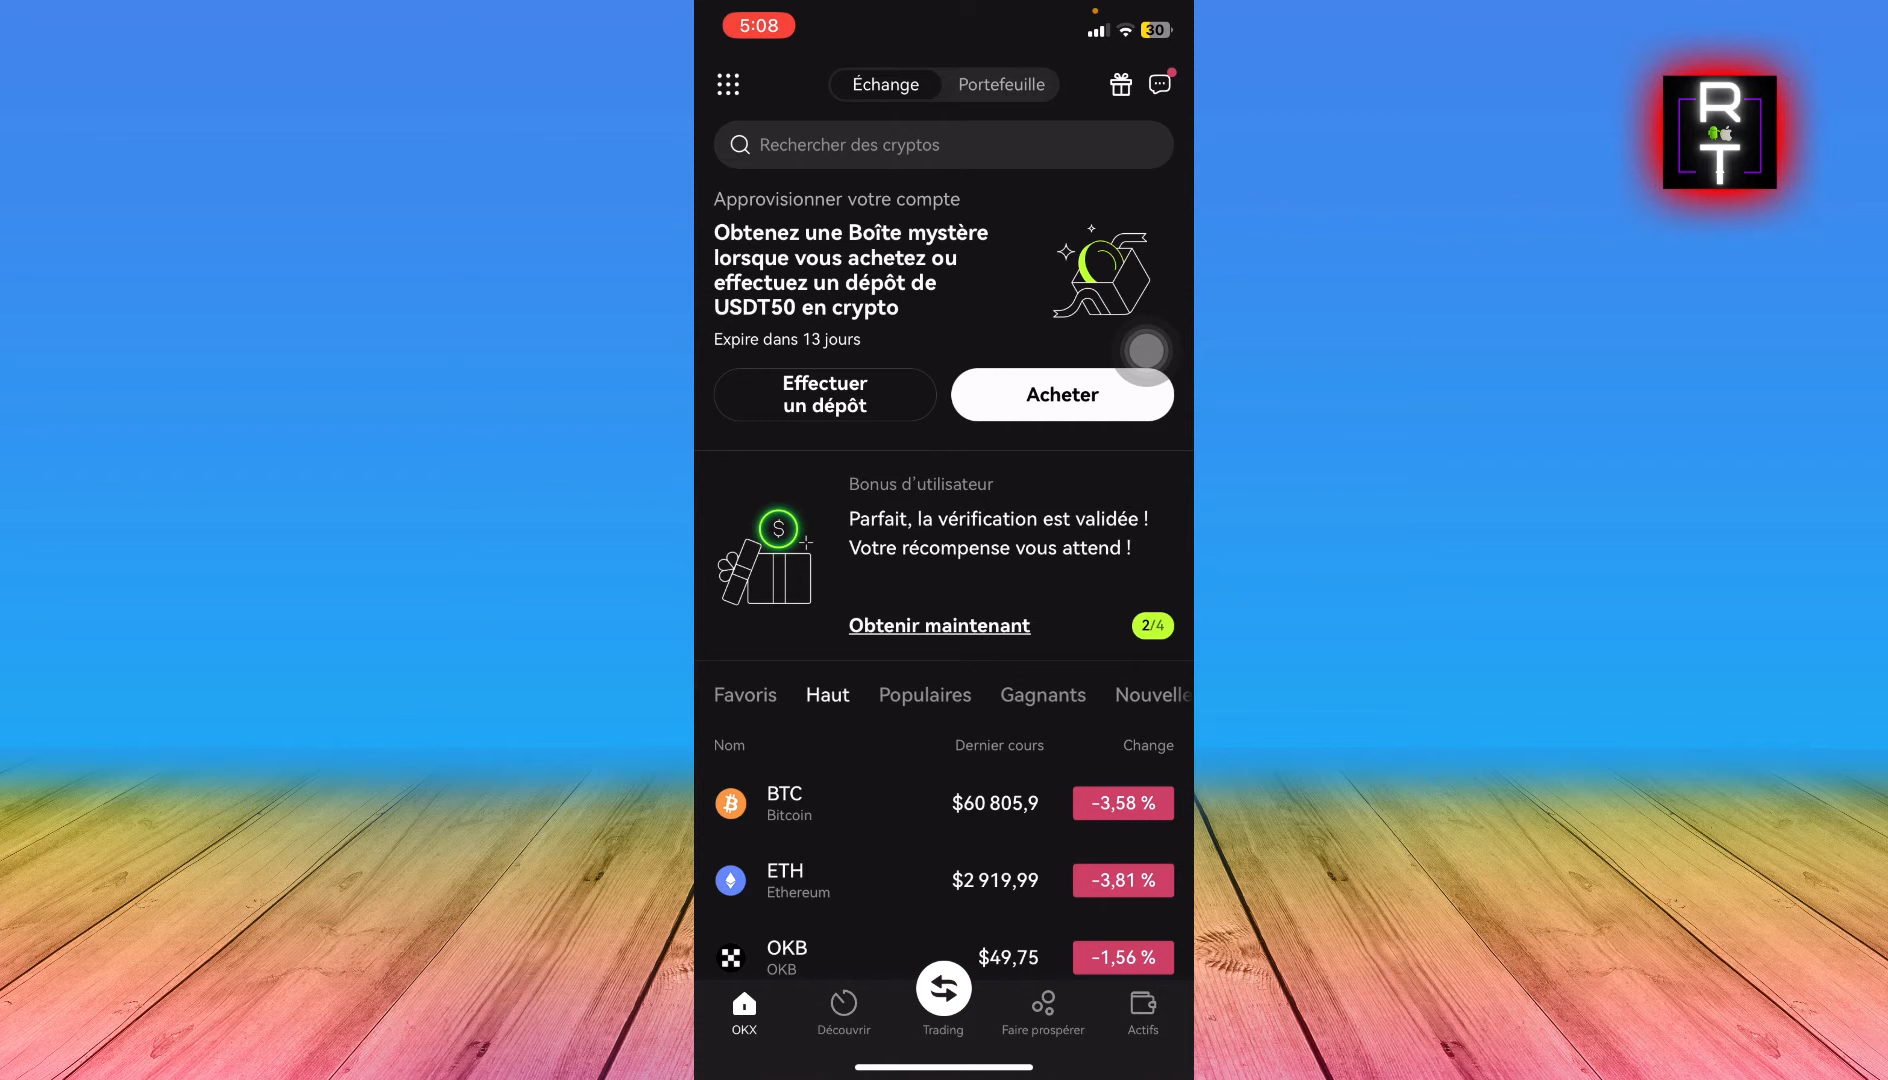 5:08
30
Échange
Portefeuille
Rechercher des cryptos
Approvisionner votre compte
Obtenez une Boîte mystère
lorsque vous achetez ou
effectuez un dépôt de
USDT50 en crypto
Expire dans 13 jours
Effectuer
un dépôt
Acheter
Bonus d'utilisateur
Parfait, la vérification est validée !
Votre récompense vous attend !
Obtenir maintenant
2/4
Favoris
Haut
Populaires
Gagnants
Nouvelle
Nom
Dernier cours
Change
BTC
Bitcoin
$60 805,9
-3,58 %
ETH
Ethereum
$2 919,99
-3,81 %
OKB
OKB
$49,75
-1,56 %
OKX
Découvrir
Trading
Faire prospérer
Actifs
R
T